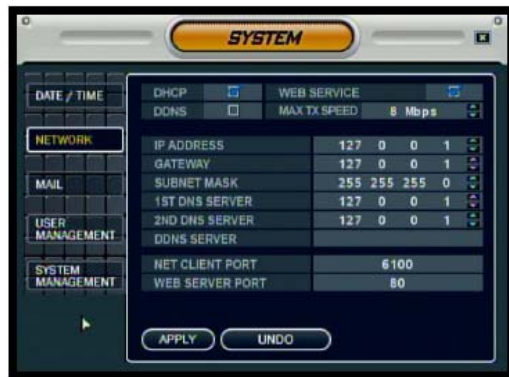 SYSTEM
DATE / TIME
NETWORK
MAIL
USER
MANAGEMENT
SYSTEM
MANAGEMENT
DHCP WEB SERVICE
DDNS MAX TX SPEED 8 Mbps
IP ADDRESS 127 0 0 1
GATEWAY 127 0 0 1
SUBNET MASK 255 255 255 0
1ST DNS SERVER 127 0 0 1
2ND DNS SERVER 127 0 0 1
DDNS SERVER
NET CLIENT PORT 6100
WEB SERVER PORT 80
APPLY UNDO